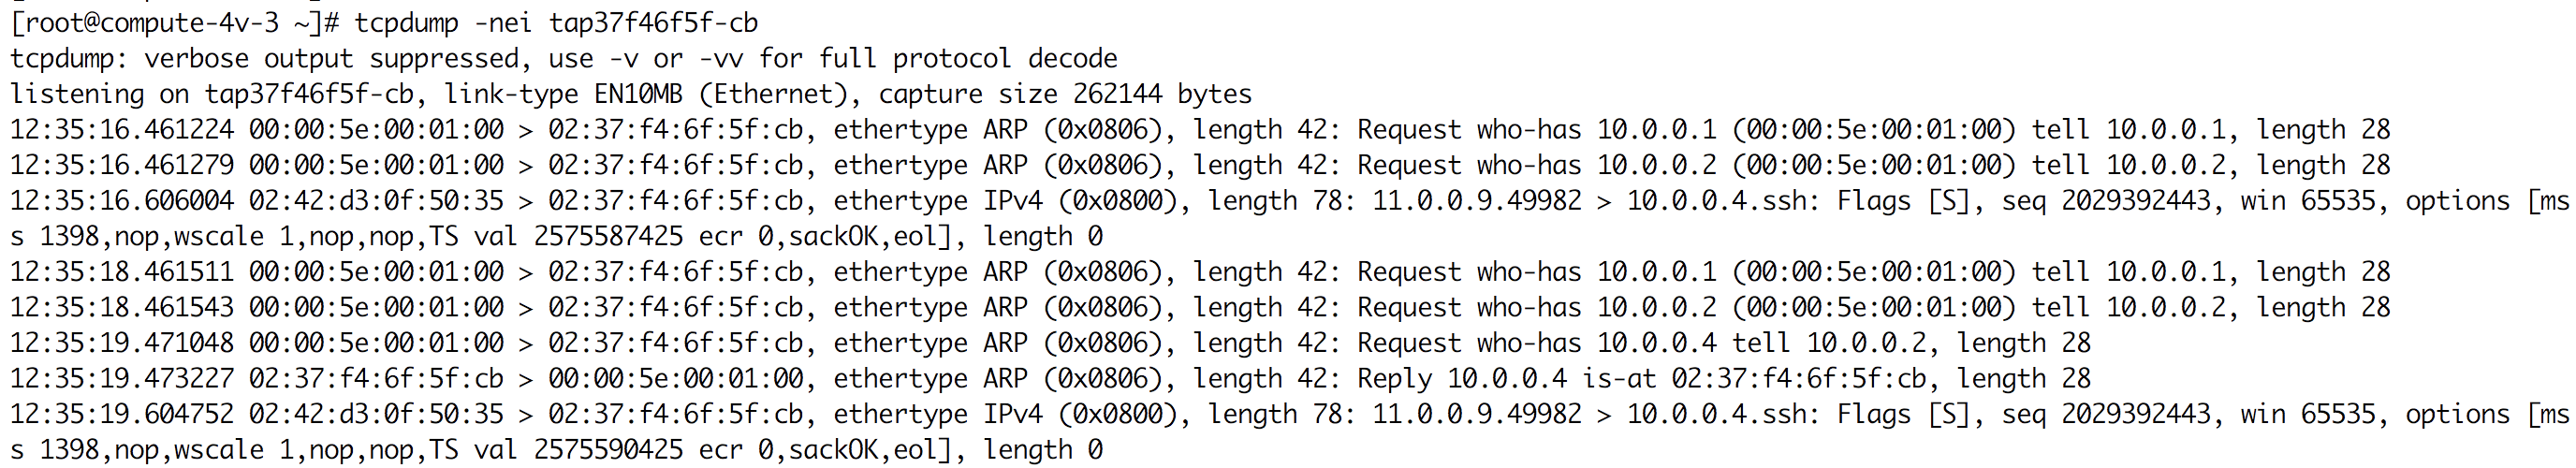 [root@compute-4v-3 ~]# tcpdump -nei tap37f46f5f-cb
tcpdump: verbose output suppressed, use -v or -vv for full protocol decode
listening on tap37f46f5f-cb, link-type EN10MB (Ethernet), capture size 262144 bytes
12:35:16.461224 00:00:5e:00:01:00 > 02:37:f4:6f:5f:cb, ethertype ARP (0x0806), length 42: Request who-has 10.0.0.1 (00:00:5e:00:01:00) tell 10.0.0.1, length 28
12:35:16.461279 00:00:5e:00:01:00 > 02:37:f4:6f:5f:cb, ethertype ARP (0x0806), length 42: Request who-has 10.0.0.2 (00:00:5e:00:01:00) tell 10.0.0.2, length 28
12:35:16.606004 02:42:d3:0f:50:35 > 02:37:f4:6f:5f:cb, ethertype IPv4 (0x0800), length 78: 11.0.0.9.49982 > 10.0.0.4.ssh: Flags [S], seq 2029392443, win 65535, options [ms
s 1398,nop,wscale 1,nop,nop,TS val 2575587425 ecr 0,sackOK,eol], length 0
12:35:18.461511 00:00:5e:00:01:00 > 02:37:f4:6f:5f:cb, ethertype ARP (0x0806), length 42: Request who-has 10.0.0.1 (00:00:5e:00:01:00) tell 10.0.0.1, length 28
12:35:18.461543 00:00:5e:00:01:00 > 02:37:f4:6f:5f:cb, ethertype ARP (0x0806), length 42: Request who-has 10.0.0.2 (00:00:5e:00:01:00) tell 10.0.0.2, length 28
12:35:19.471048 00:00:5e:00:01:00 > 02:37:f4:6f:5f:cb, ethertype ARP (0x0806), length 42: Request who-has 10.0.0.4 tell 10.0.0.2, length 28
12:35:19.473227 02:37:f4:6f:5f:cb > 00:00:5e:00:01:00, ethertype ARP (0x0806), length 42: Reply 10.0.0.4 is-at 02:37:f4:6f:5f:cb, length 28
12:35:19.604752 02:42:d3:0f:50:35 > 02:37:f4:6f:5f:cb, ethertype IPv4 (0x0800), length 78: 11.0.0.9.49982 > 10.0.0.4.ssh: Flags [S], seq 2029392443, win 65535, options [ms
s 1398,nop,wscale 1,nop,nop,TS val 2575590425 ecr 0,sackOK,eol], length 0